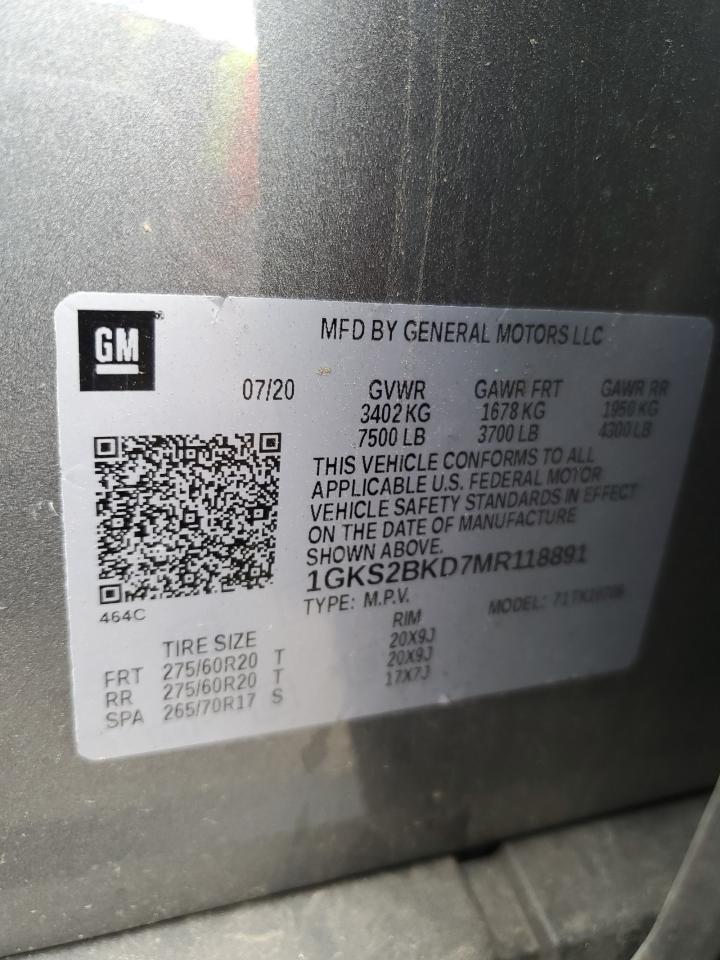 GM
MFD BY GENERAL MOTORS LLC
07/20 GVWR GAWR FRT GAWR RR
3402 KG 1678 KG 1950 KG
7500 LB 3700 LB 4300 LB
THIS VEHICLE CONFORMS TO ALL
APPLICABLE U.S. FEDERAL MOTOR
VEHICLE SAFETY STANDARDS IN EFFECT
ON THE DATE OF MANUFACTURE
SHOWN ABOVE.
1GKS2BKD7MR118891
464C
TYPE: M.P.V. MODEL:
TIRE SIZE RIM
FRT 275/60R20 T 20X9J
RR 275/60R20 T 20X9J
SPA 265/70R17 S 17X7J